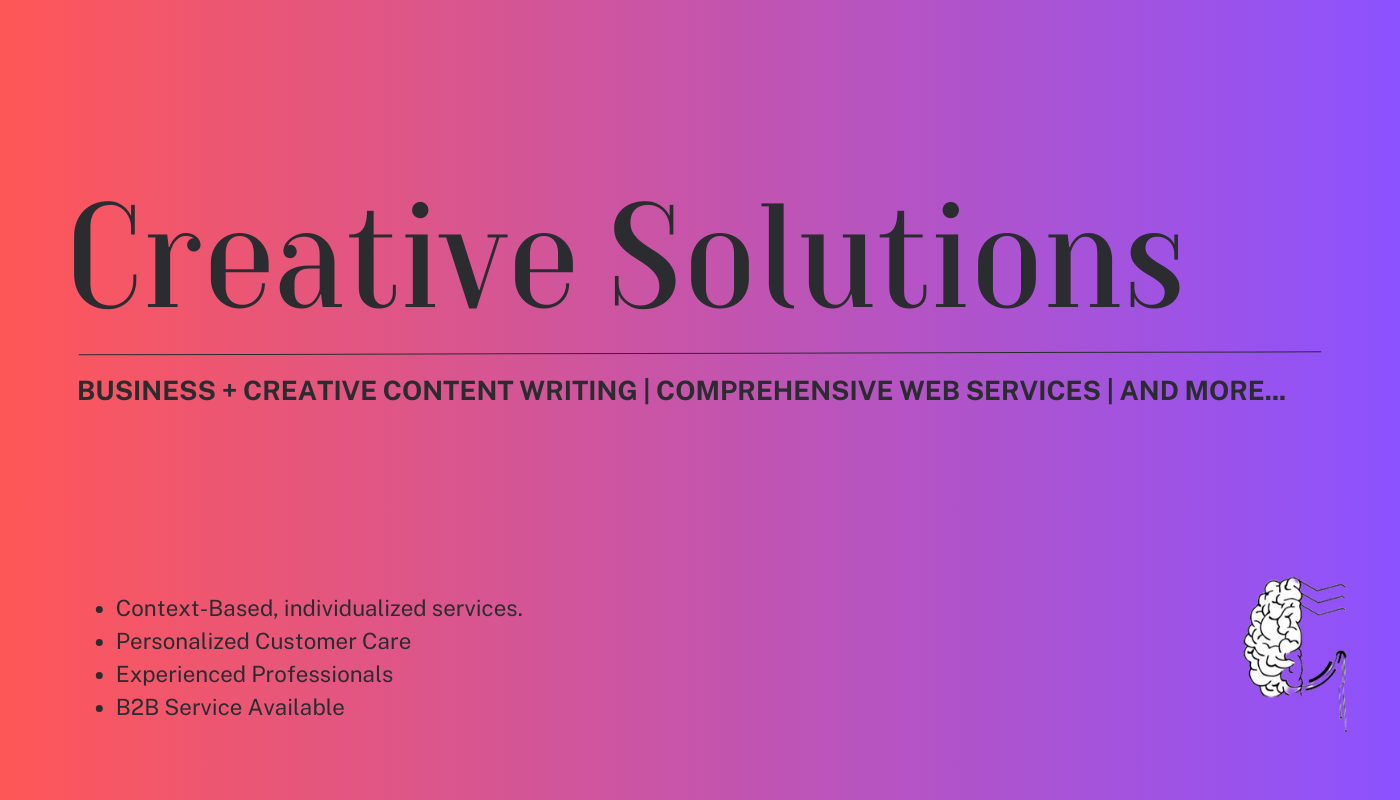 Creative Solutions
BUSINESS + CREATIVE CONTENT WRITING | COMPREHENSIVE WEB SERVICES | AND MORE...
• Context-Based, individualized services.
• Personalized Customer Care
• Experienced Professionals
• B2B Service Available